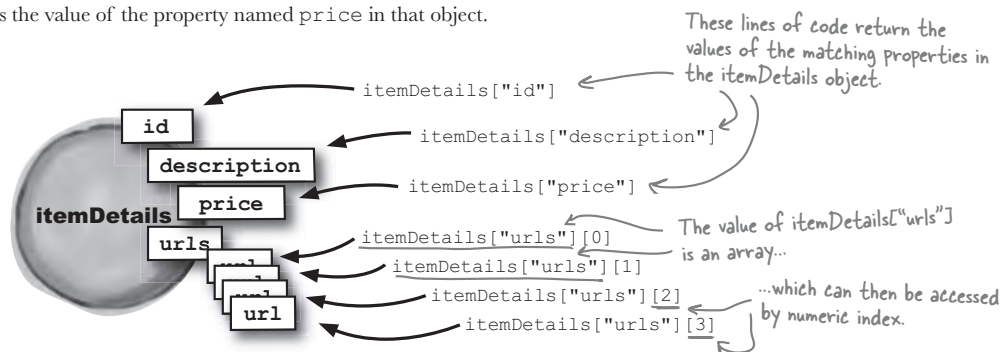 s the value of the property named price in that object.
These lines of code return the
values of the matching properties in
the itemDetails object.
itemDetails["id"]
id
itemDetails["description"]
description
itemDetails["price"]
price
itemDetails
The value of itemDetails["urls"]
is an array...
itemDetails["urls"][0]
urls
itemDetails["urls"][1]
...which can then be accessed
by numeric index.
itemDetails["urls"][2]
url
itemDetails["urls"][3]